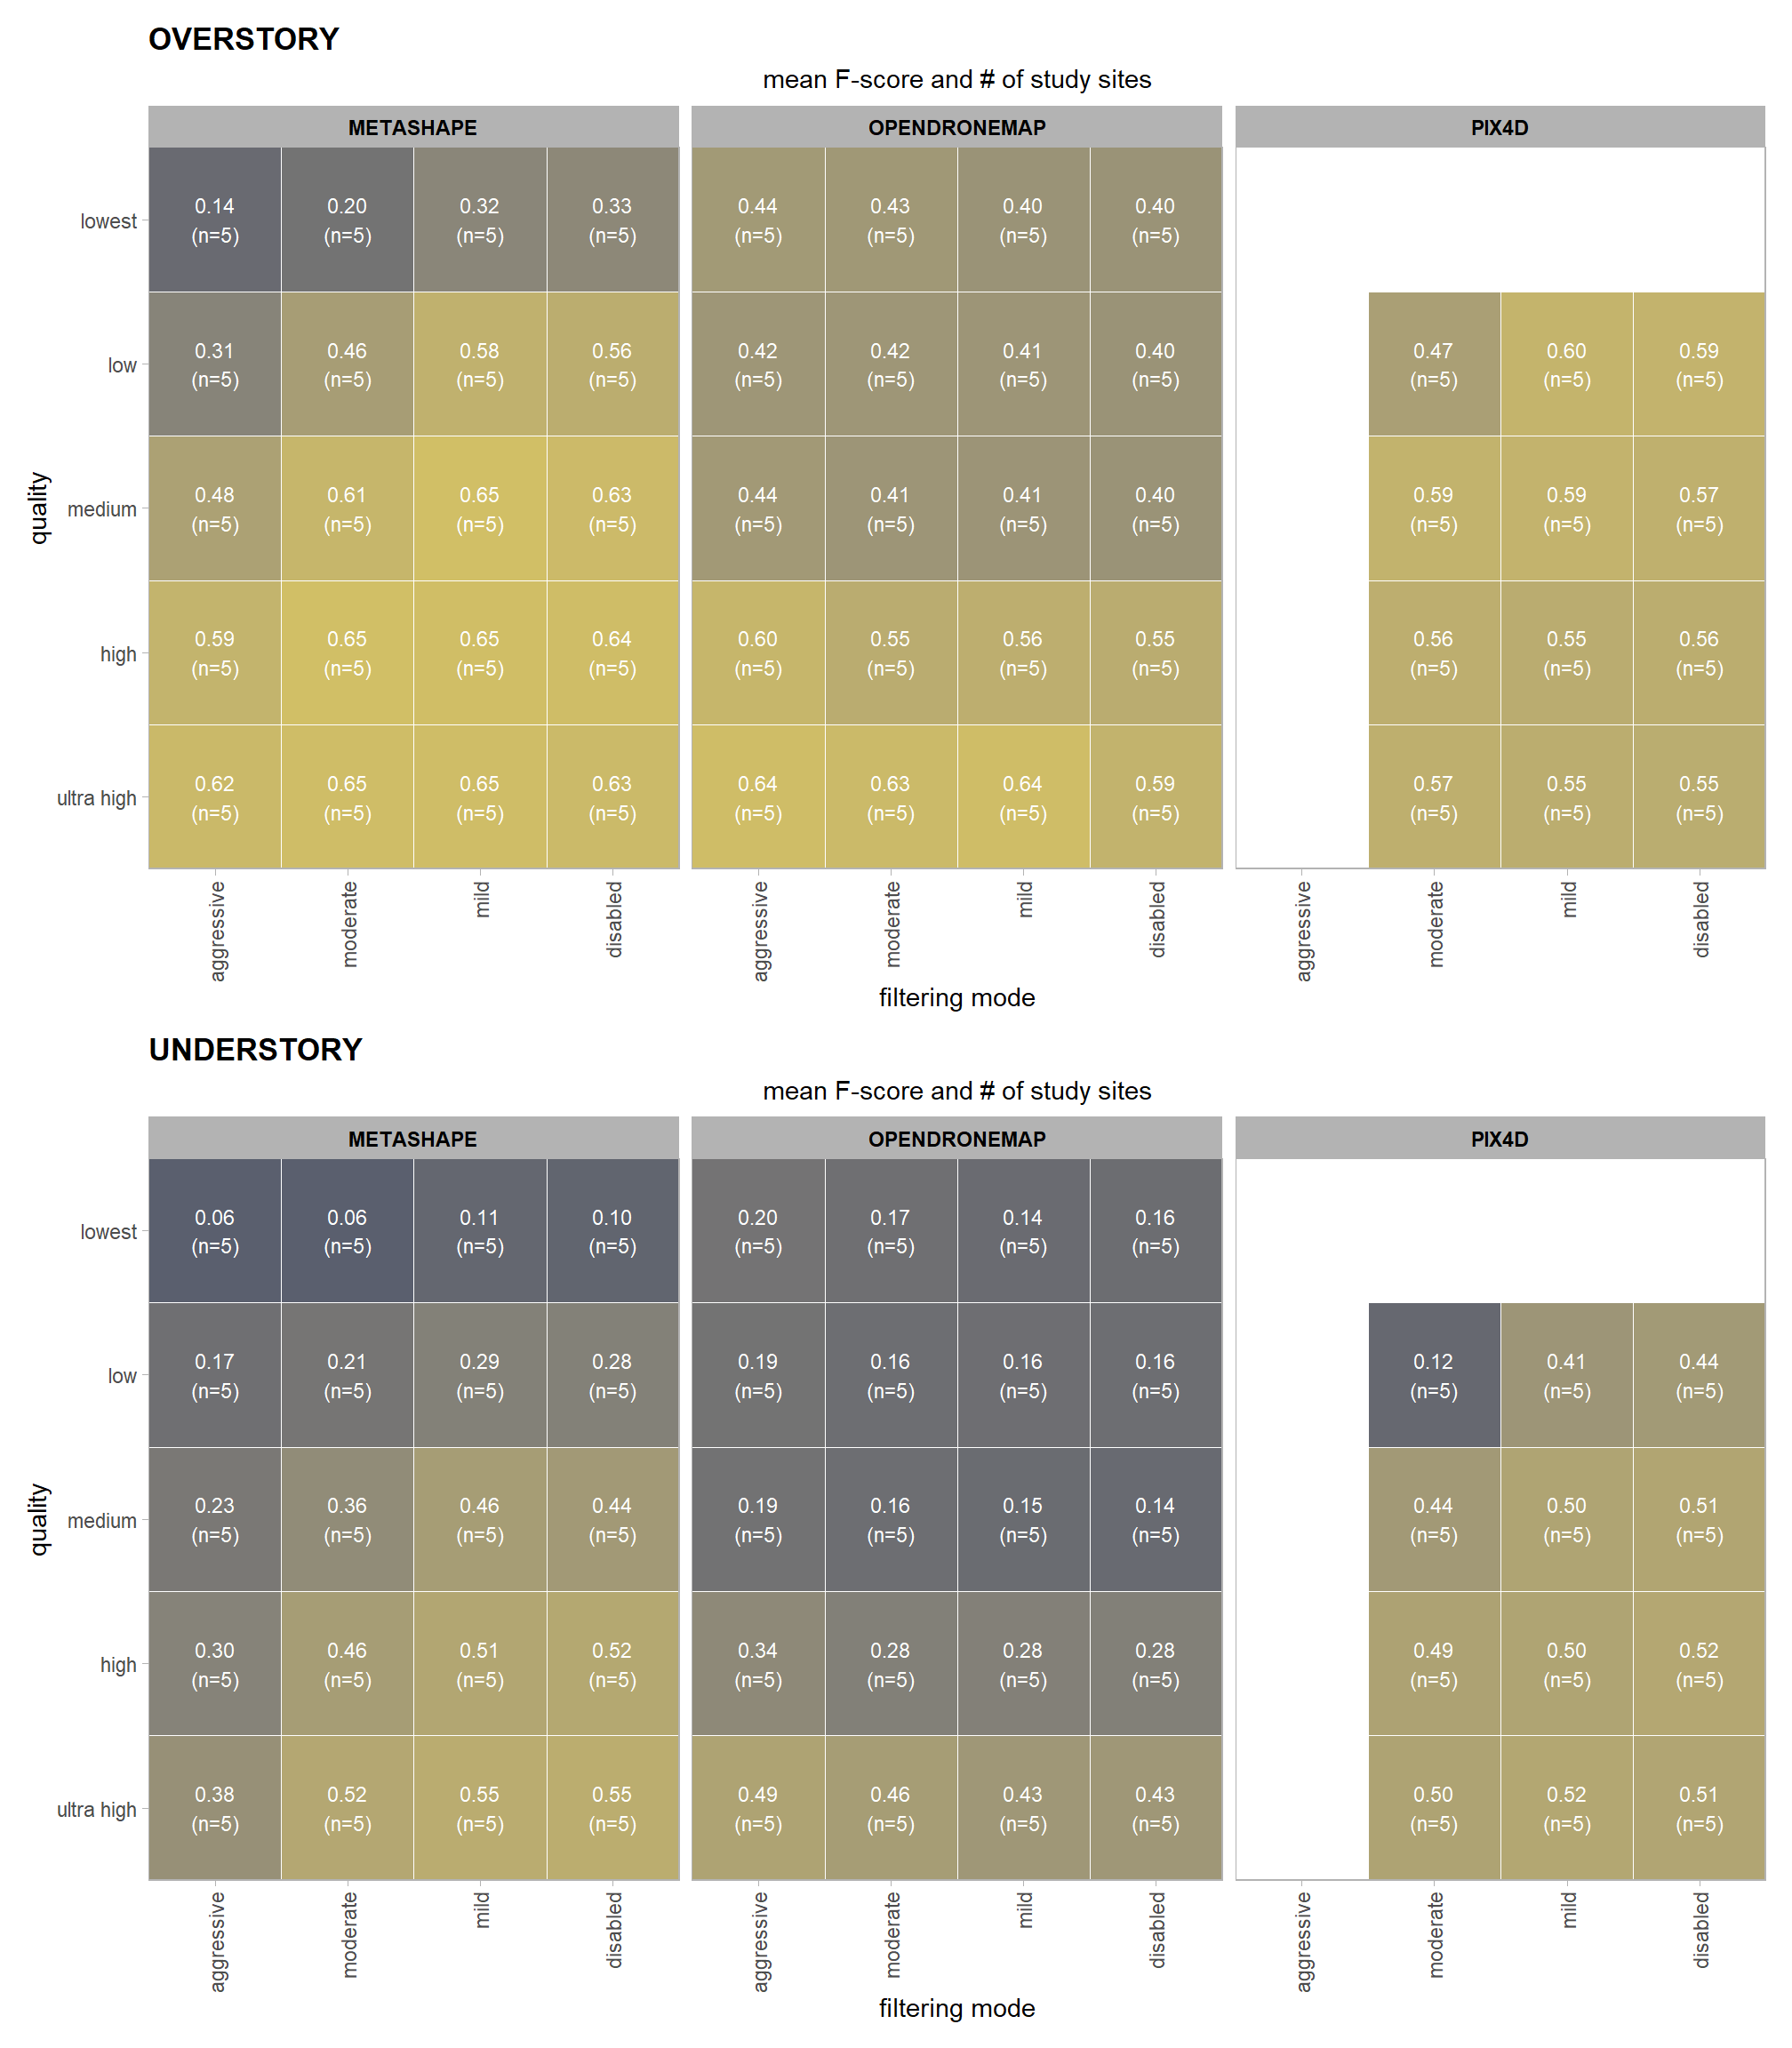 OVERSTORY
mean F-score and # of study sites
METASHAPE OPENDRONEMAP PIX4D
quality
lowest 0.14 0.20 0.32 0.33 0.44 0.43 0.40 0.40
(n=5) (n=5) (n=5) (n=5) (n=5) (n=5) (n=5) (n=5)
low 0.31 0.46 0.58 0.56 0.42 0.42 0.41 0.40 0.47 0.60 0.59
(n=5) (n=5) (n=5) (n=5) (n=5) (n=5) (n=5) (n=5) (n=5) (n=5) (n=5)
medium 0.48 0.61 0.65 0.63 0.44 0.41 0.41 0.40 0.59 0.59 0.57
(n=5) (n=5) (n=5) (n=5) (n=5) (n=5) (n=5) (n=5) (n=5) (n=5) (n=5)
high 0.59 0.65 0.65 0.64 0.60 0.55 0.56 0.55 0.56 0.55 0.56
(n=5) (n=5) (n=5) (n=5) (n=5) (n=5) (n=5) (n=5) (n=5) (n=5) (n=5)
ultra high 0.62 0.65 0.65 0.63 0.64 0.63 0.64 0.59 0.57 0.55 0.55
(n=5) (n=5) (n=5) (n=5) (n=5) (n=5) (n=5) (n=5) (n=5) (n=5) (n=5)
aggressive moderate mild disabled aggressive moderate mild disabled aggressive moderate mild disabled
filtering mode
UNDERSTORY
mean F-score and # of study sites
METASHAPE OPENDRONEMAP PIX4D
quality
lowest 0.06 0.06 0.11 0.10 0.20 0.17 0.14 0.16
(n=5) (n=5) (n=5) (n=5) (n=5) (n=5) (n=5) (n=5)
low 0.17 0.21 0.29 0.28 0.19 0.16 0.16 0.16 0.12 0.41 0.44
(n=5) (n=5) (n=5) (n=5) (n=5) (n=5) (n=5) (n=5) (n=5) (n=5) (n=5)
medium 0.23 0.36 0.46 0.44 0.19 0.16 0.15 0.14 0.44 0.50 0.51
(n=5) (n=5) (n=5) (n=5) (n=5) (n=5) (n=5) (n=5) (n=5) (n=5) (n=5)
high 0.30 0.46 0.51 0.52 0.34 0.28 0.28 0.28 0.49 0.50 0.52
(n=5) (n=5) (n=5) (n=5) (n=5) (n=5) (n=5) (n=5) (n=5) (n=5) (n=5)
ultra high 0.38 0.52 0.55 0.55 0.49 0.46 0.43 0.43 0.50 0.52 0.51
(n=5) (n=5) (n=5) (n=5) (n=5) (n=5) (n=5) (n=5) (n=5) (n=5) (n=5)
aggressive moderate mild disabled aggressive moderate mild disabled aggressive moderate mild disabled
filtering mode